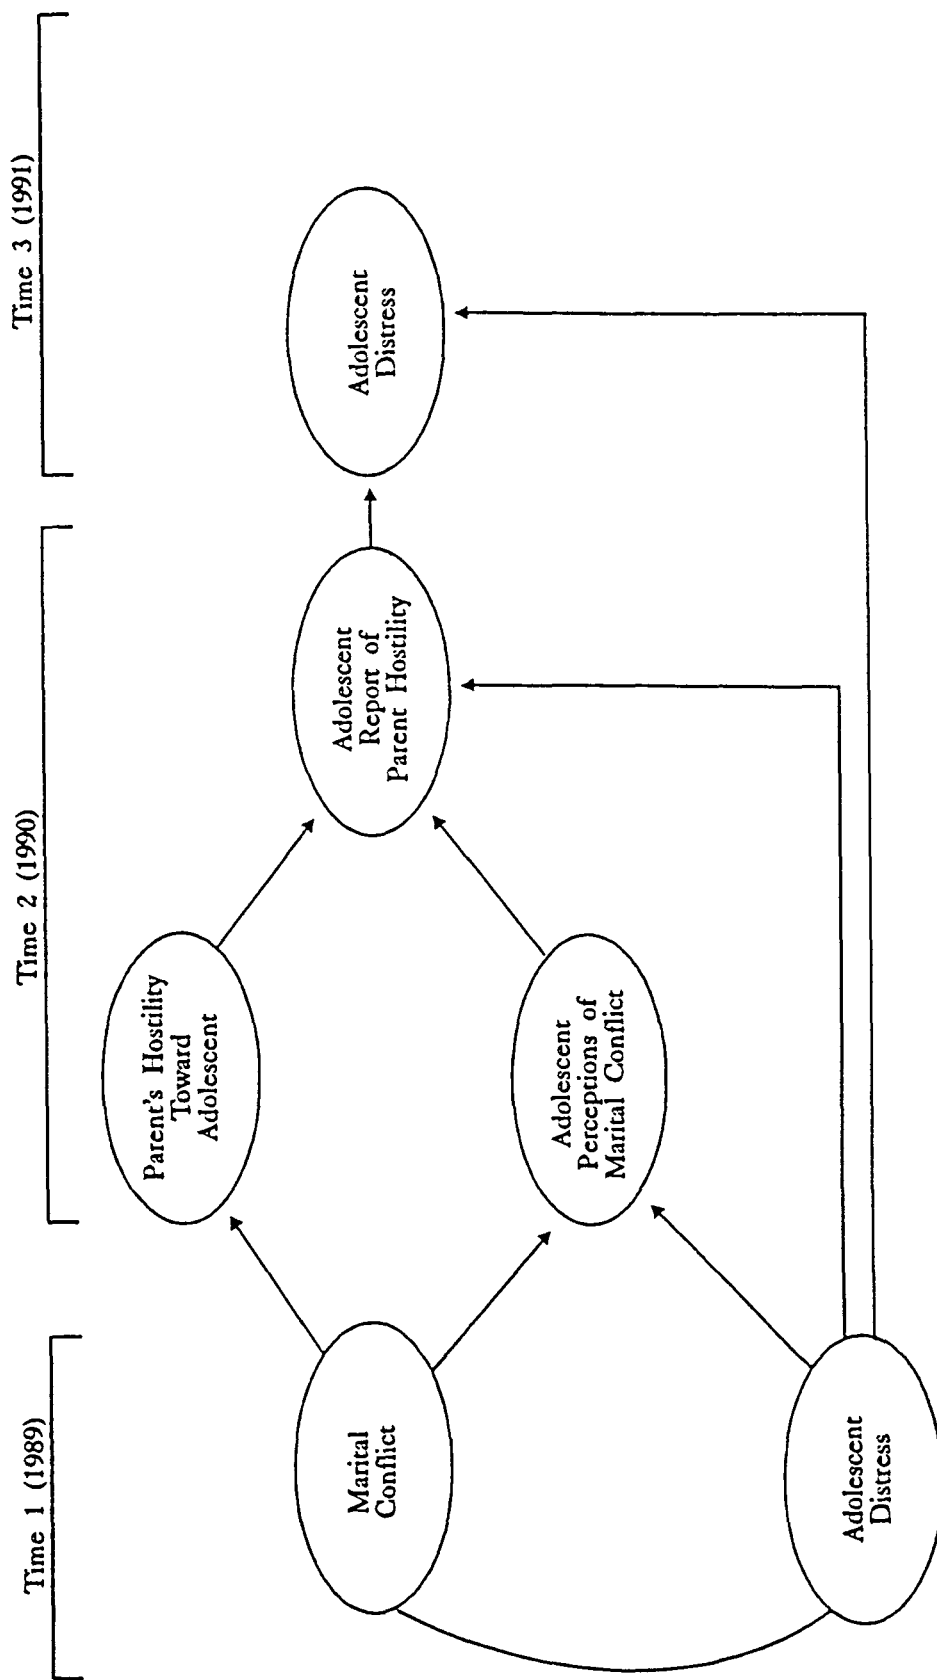 Time 1 (1989)
Time 2 (1990)
Time 3 (1991)
Parent's Hostility
Toward
Adolescent
Marital
Conflict
Adolescent
Report of
Parent Hostility
Adolescent
Distress
Adolescent
Perceptions of
Marital Conflict
Adolescent
Distress